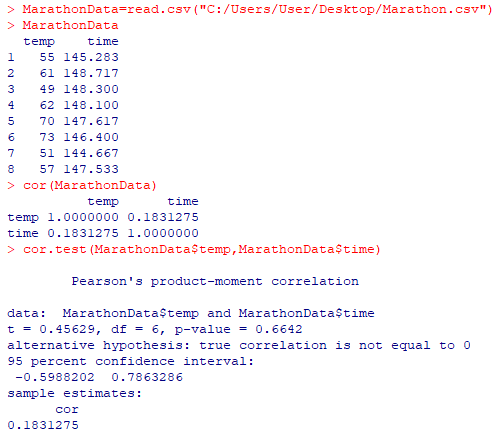 > MarathonData=read.csv("C:/Users/User/Desktop/Marathon.csv")
> MarathonData
  temp    time
1   55 145.283
2   61 148.717
3   49 148.300
4   62 148.100
5   70 147.617
6   73 146.400
7   51 144.667
8   57 147.533
> cor(MarathonData)
          temp      time
temp 1.0000000 0.1831275
time 0.1831275 1.0000000
> cor.test(MarathonData$temp,MarathonData$time)
        Pearson's product-moment correlation
data:  MarathonData$temp and MarathonData$time
t = 0.45629, df = 6, p-value = 0.6642
alternative hypothesis: true correlation is not equal to 0
95 percent confidence interval:
 -0.5988202  0.7863286
sample estimates:
      cor
0.1831275